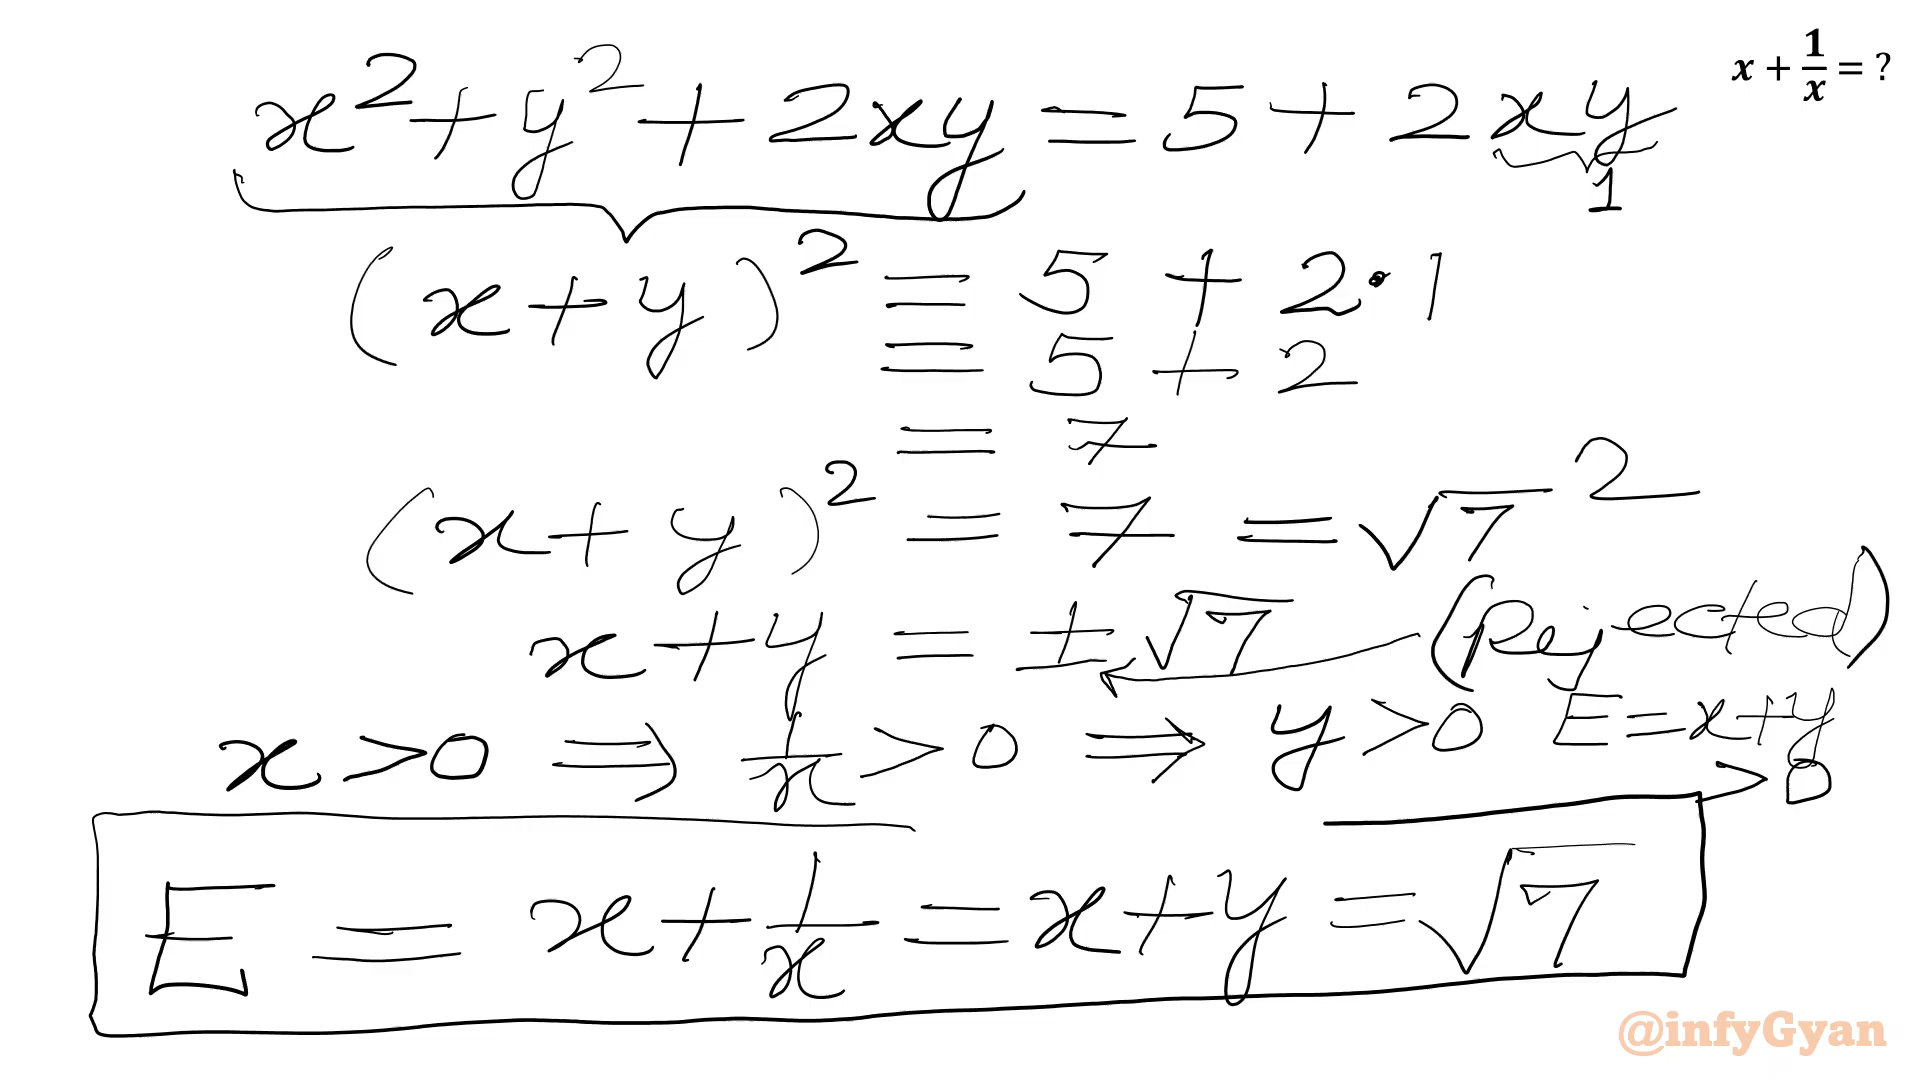 x + 1/x = ?
x² + y² + 2xy = 5 + 2xy
1
(x + y)² = 5 + 2·1
= 5 + 2
= 7
(x + y)² = 7 = √7²
x + y = ± √7 (Rejected)
x > 0 ⇒ 1/x > 0 ⇒ y > 0 E = x + y
> 0
E = x + 1/x = x + y = √7
@infyGyan